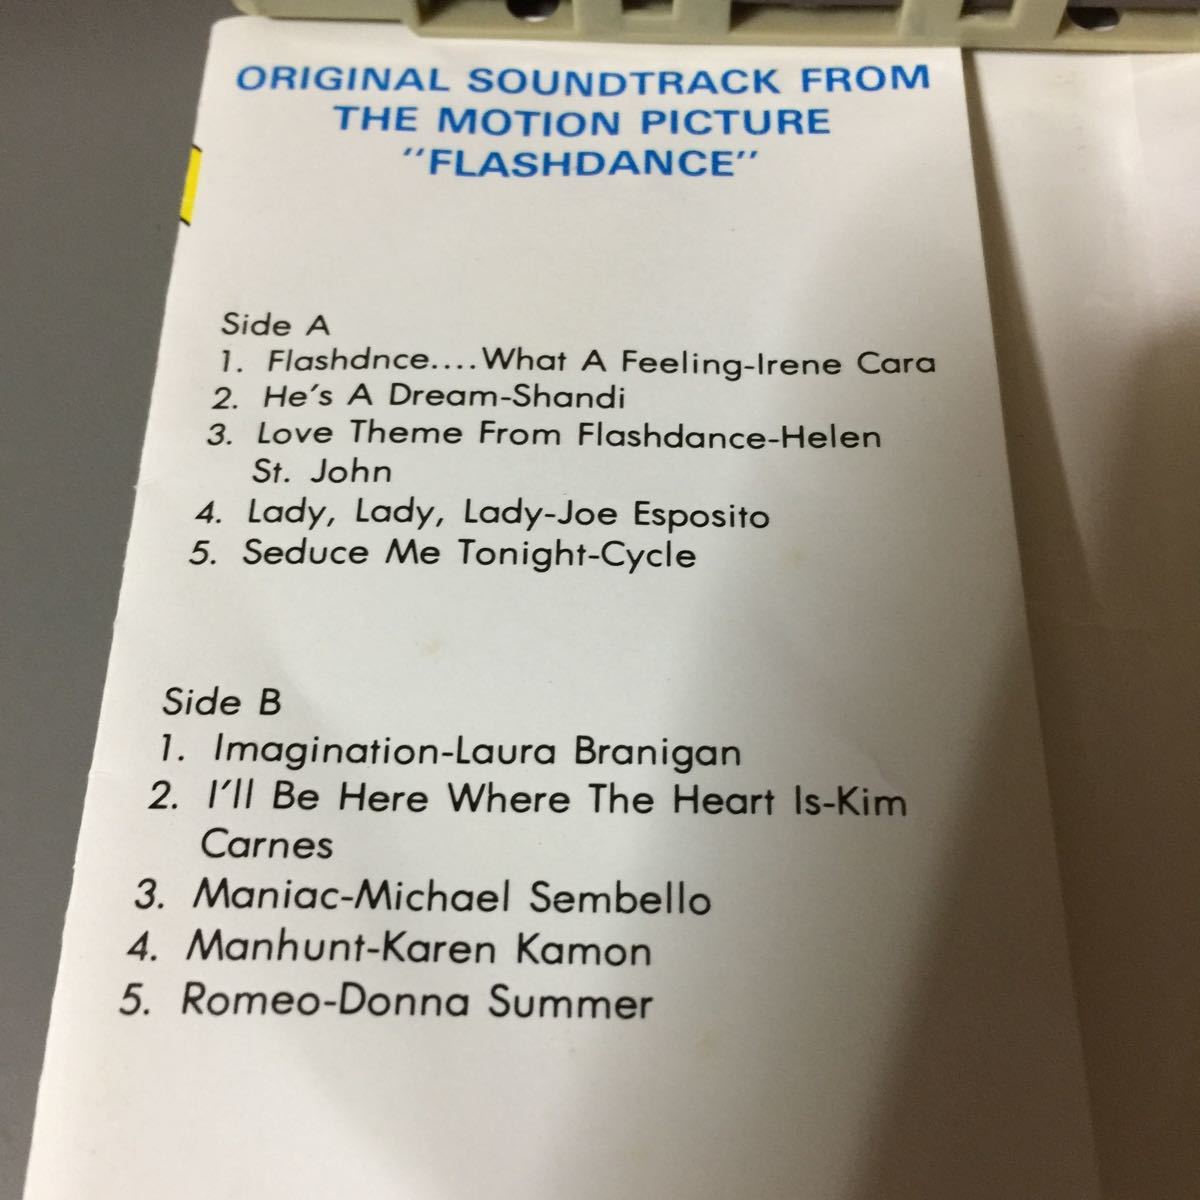 ORIGINAL SOUNDTRACK FROM
THE MOTION PICTURE
"FLASHDANCE"
Side A
1. Flashdnce....What A Feeling-Irene Cara
2. He's A Dream-Shandi
3. Love Theme From Flashdance-Helen
St. John
4. Lady, Lady, Lady-Joe Esposito
5. Seduce Me Tonight-Cycle
Side B
1. Imagination-Laura Branigan
2. I'll Be Here Where The Heart Is-Kim
Carnes
3. Maniac-Michael Sembello
4. Manhunt-Karen Kamon
5. Romeo-Donna Summer